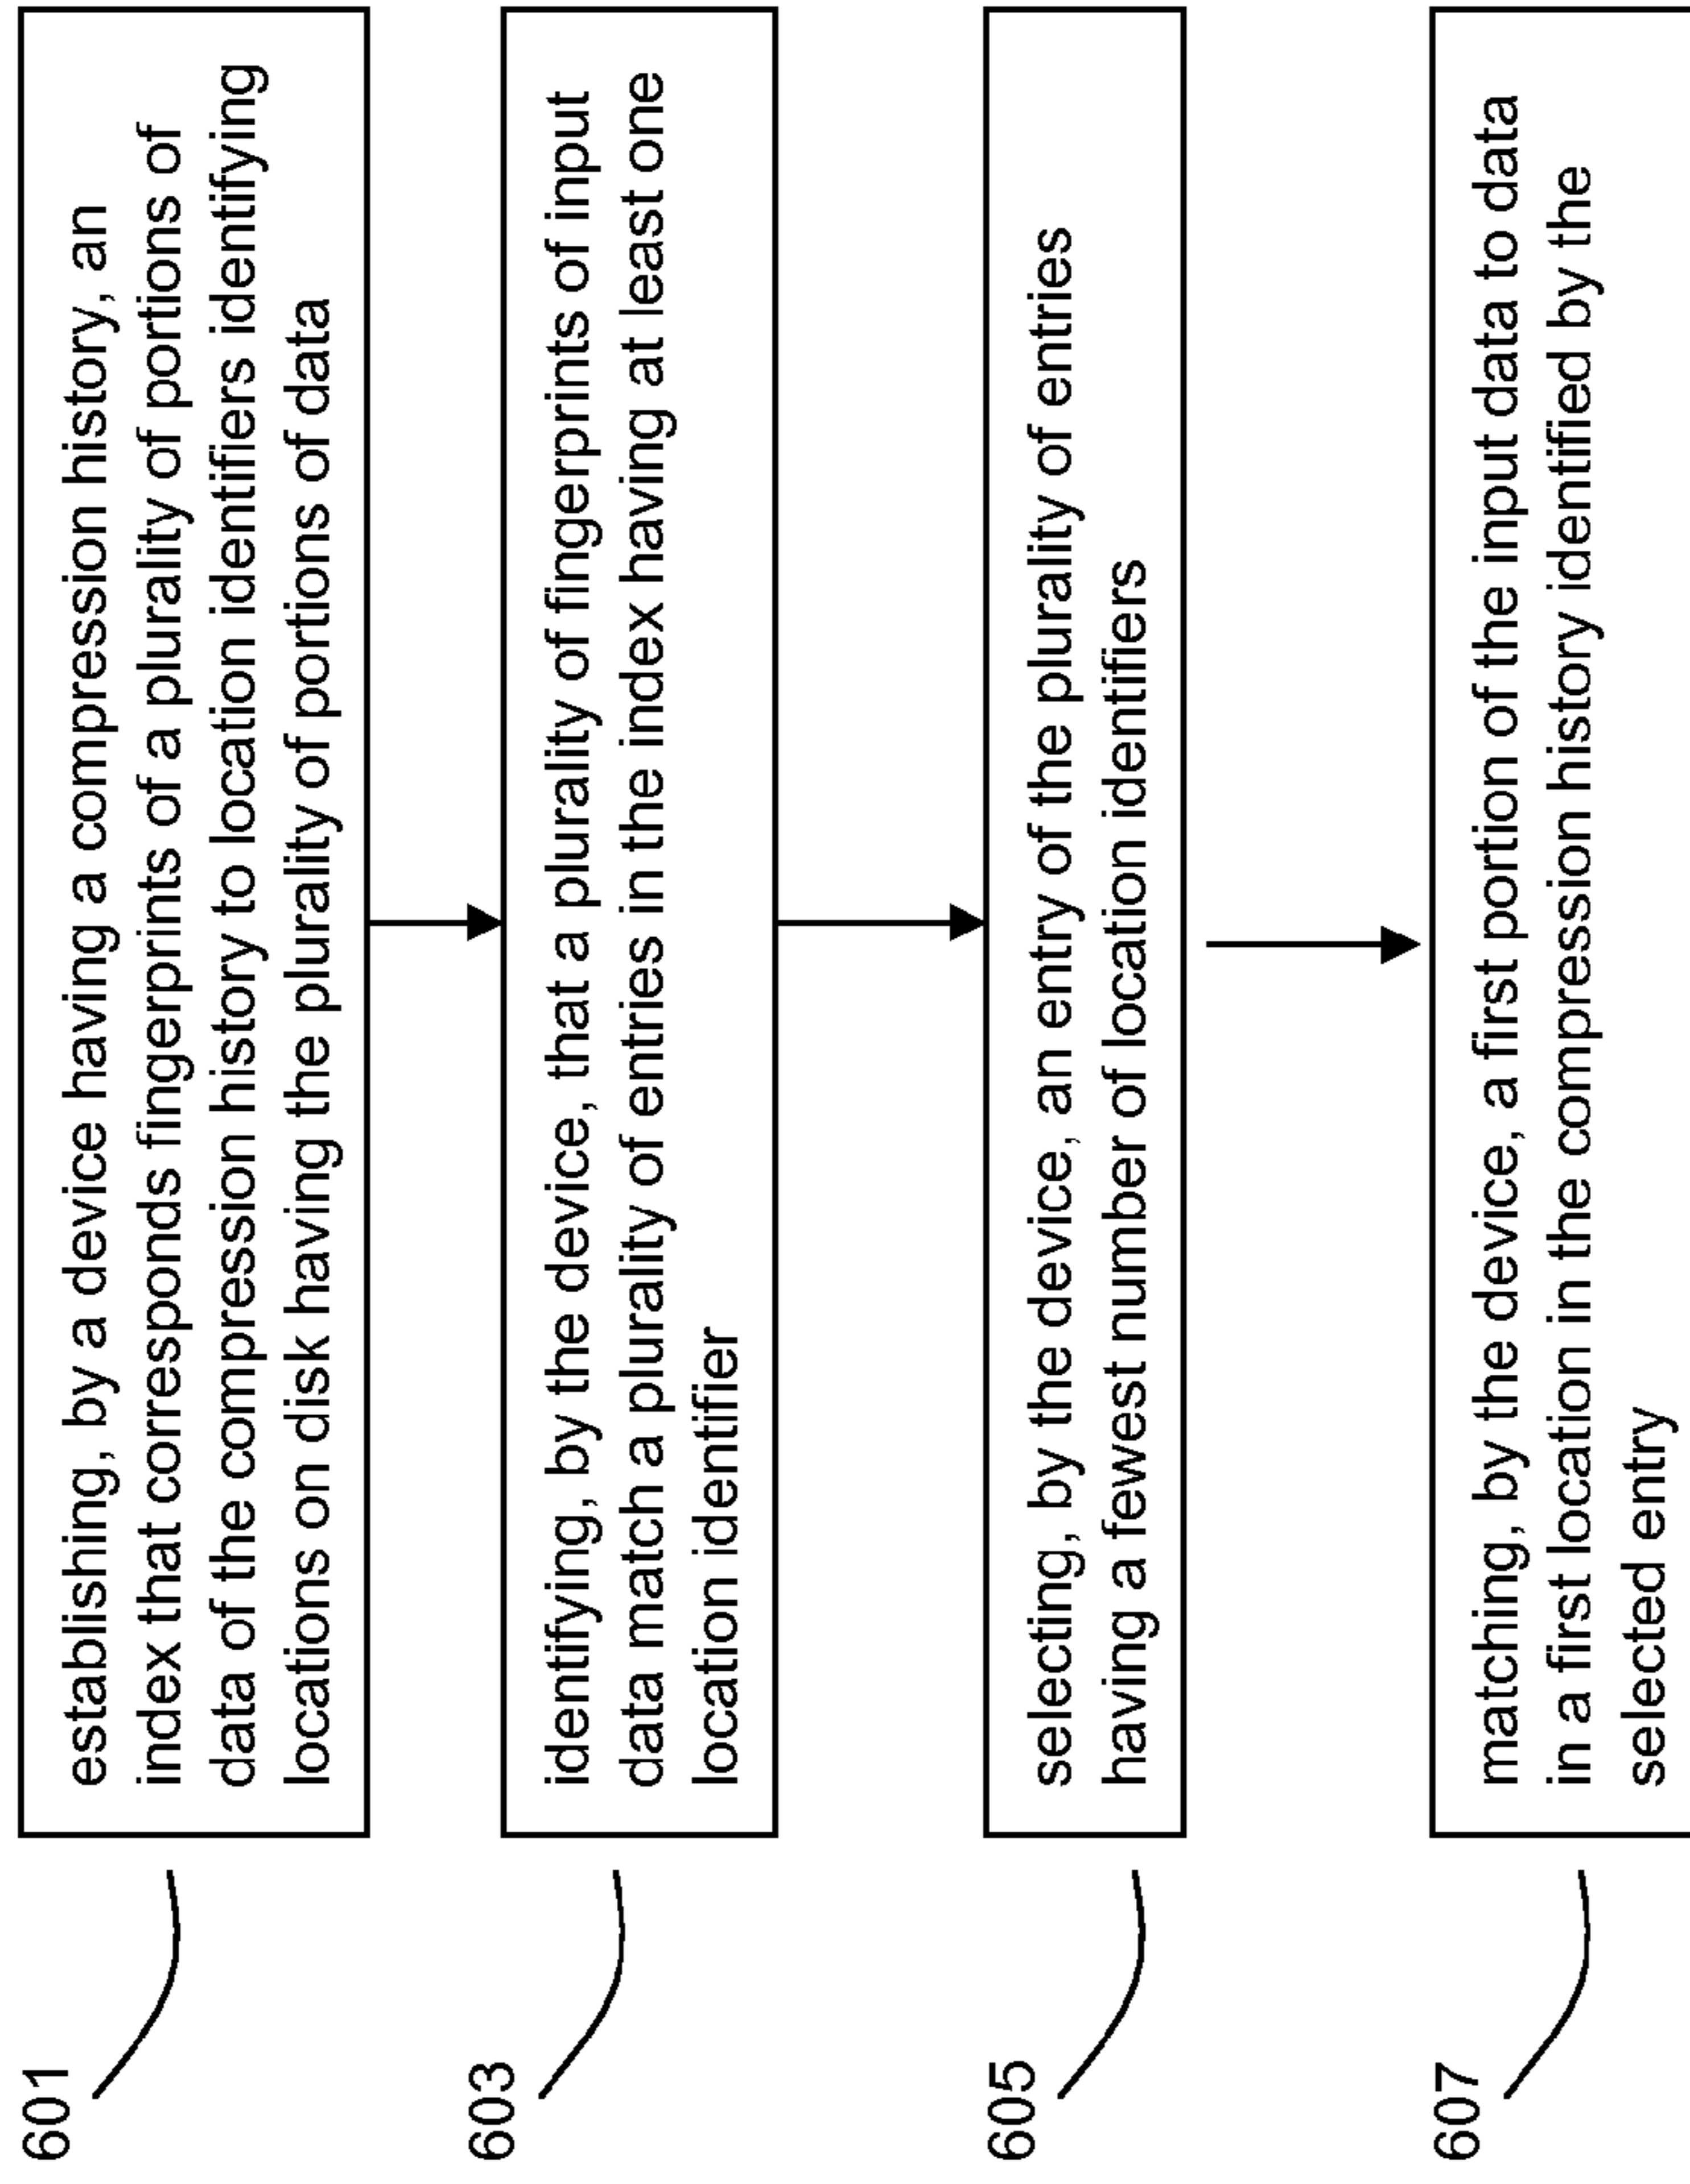 601
establishing, by a device having a compression history, an
index that corresponds fingerprints of a plurality of portions of
data of the compression history to location identifiers identifying
locations on disk having the plurality of portions of data
603
identifying, by the device, that a plurality of fingerprints of input
data match a plurality of entries in the index having at least one
location identifier
605
selecting, by the device, an entry of the plurality of entries
having a fewest number of location identifiers
607
matching, by the device, a first portion of the input data to data
in a first location in the compression history identified by the
selected entry